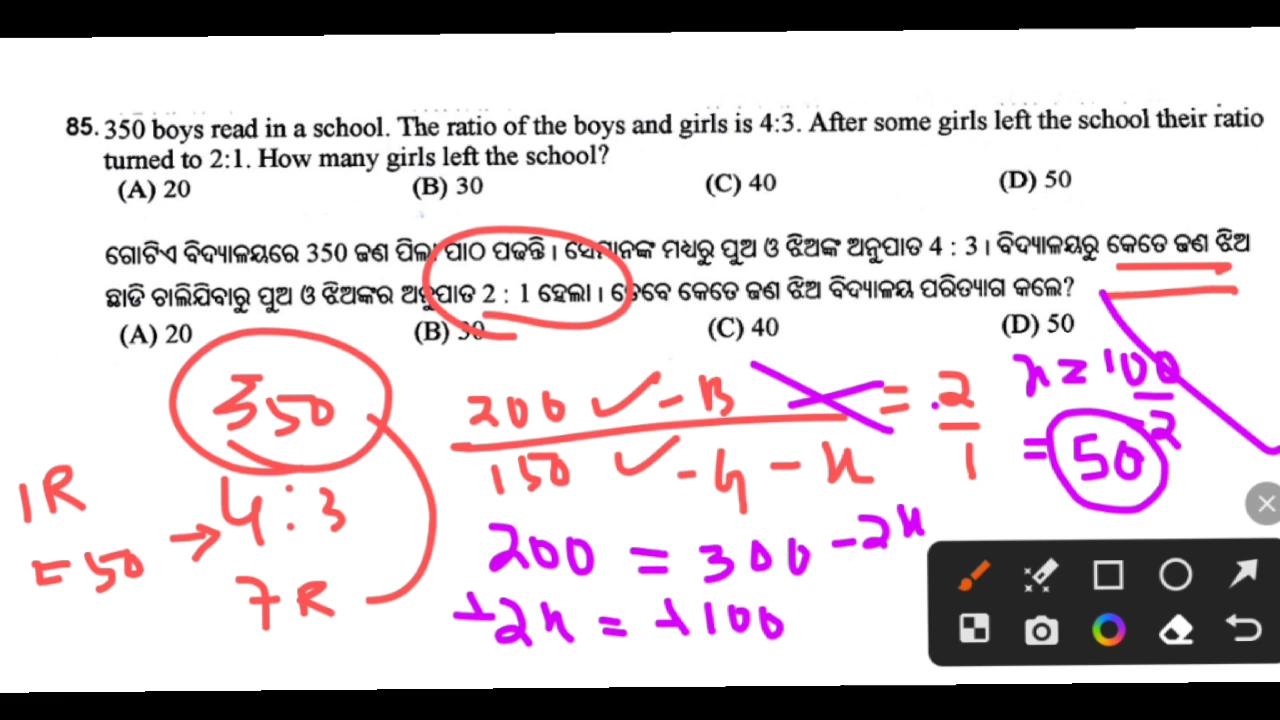 85. 350 boys read in a school. The ratio of the boys and girls is 4:3. After some girls left the school their ratio
turned to 2:1. How many girls left the school?
(A) 20 (B) 30 (C) 40 (D) 50
ଗୋଟିଏ ବିଦ୍ୟାଳୟରେ 350 ଜଣ ପିଲା ପାଠ ପଢନ୍ତି । ସେମାନଙ୍କ ମଧ୍ୟରୁ ପୁଅ ଓ ଝିଅଙ୍କ ଅନୁପାତ 4 : 3 । ବିଦ୍ୟାଳୟରୁ କେତେ ଜଣ ଝିଅ
ଛାଡି ଚାଲିଯିବାରୁ ପୁଅ ଓ ଝିଅଙ୍କର ଅନୁପାତ 2 : 1 ହେଲା । ତେବେ କେତେ ଜଣ ଝିଅ ବିଦ୍ୟାଳୟ ପରିତ୍ୟାଗ କଲେ?
(A) 20 (B) 30 (C) 40 (D) 50
350
4:3
7R
1R
= 50
200 - B = 2
150 - G - x 1
200 = 300 - 2x
+2x = +100
x = 100
2
= 50